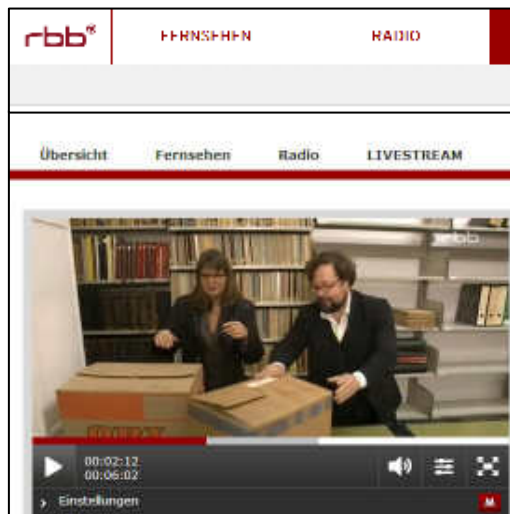 rbb
FERNSEHEN RADIO
Übersicht Fernsehen Radio LIVESTREAM
rbb
00:02:12
00:06:02
Einstellungen
M